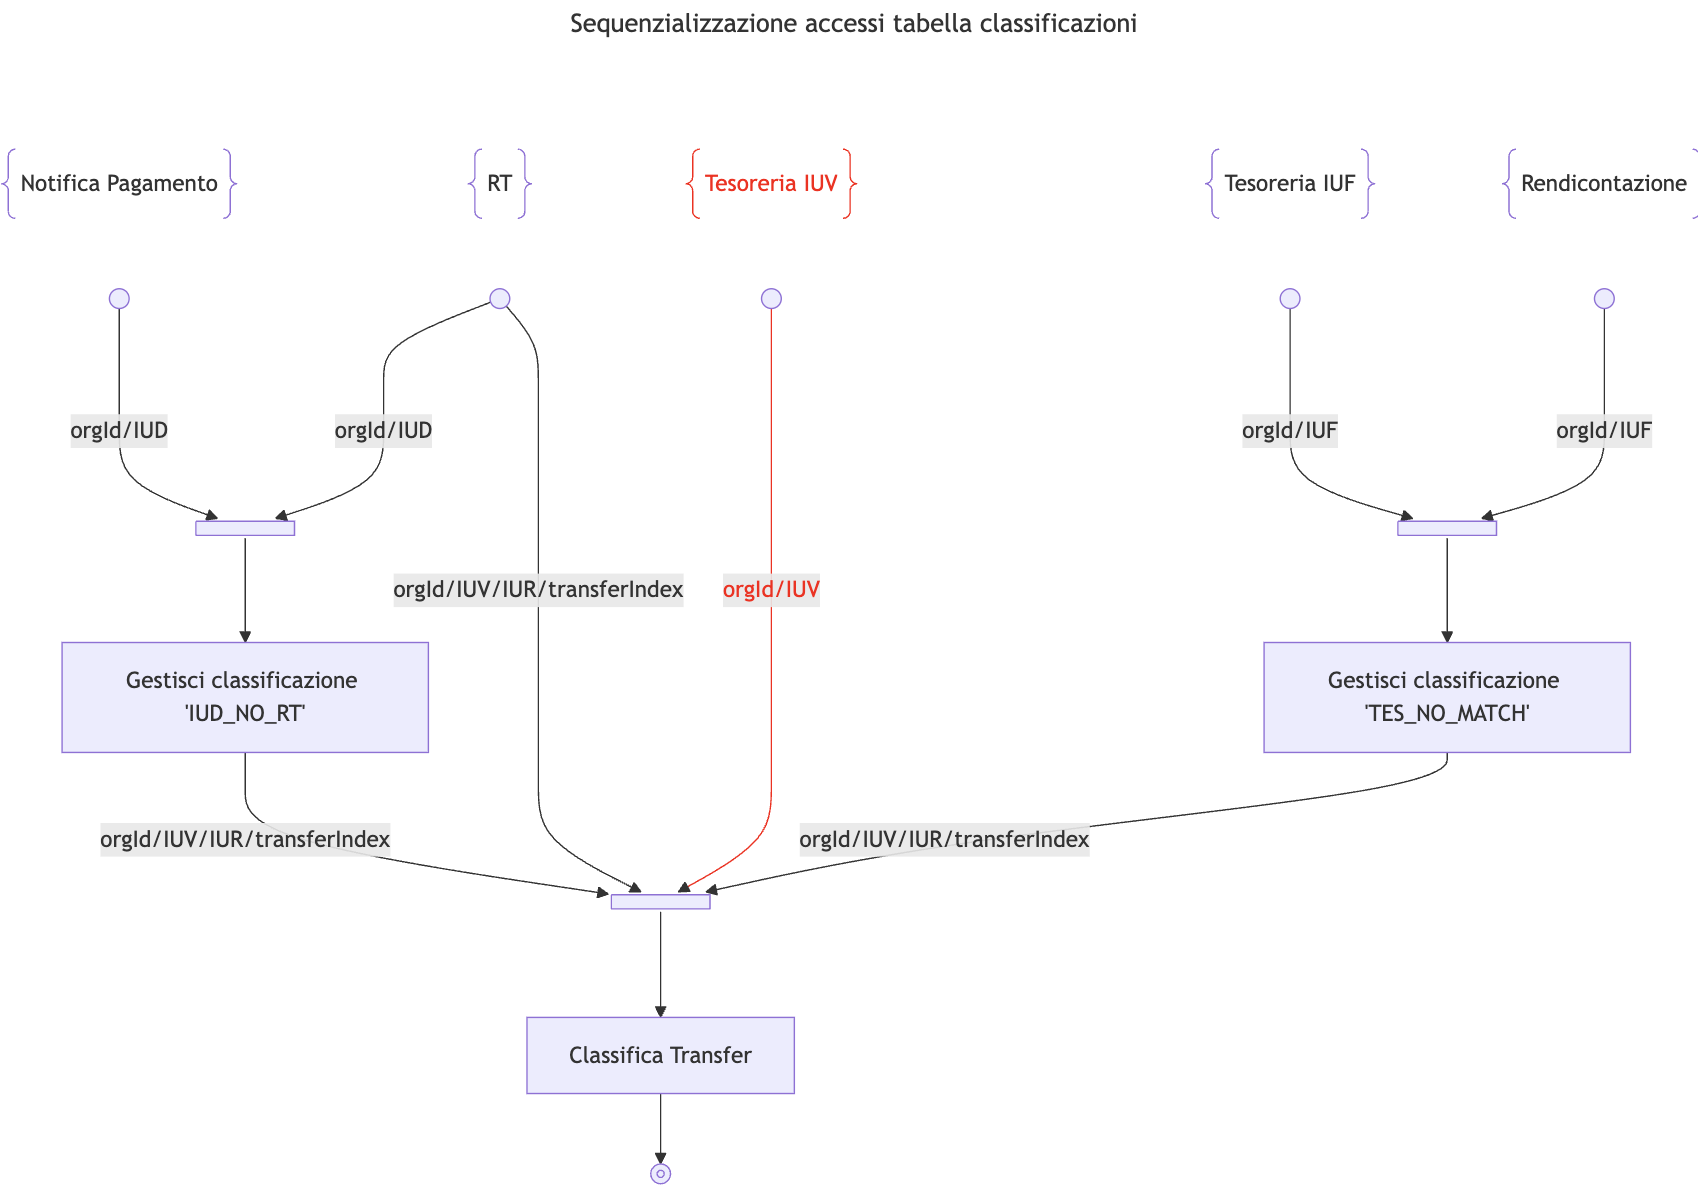 Sequenzializzazione accessi tabella classificazioni
Notifica Pagamento
RT
Tesoreria IUV
Tesoreria IUF
Rendicontazione
orgId/IUD
orgId/IUD
orgId/IUF
orgId/IUF
orgId/IUV/IUR/transferIndex
orgId/IUV
Gestisci classificazione
'IUD_NO_RT'
Gestisci classificazione
'TES_NO_MATCH'
orgId/IUV/IUR/transferIndex
orgId/IUV/IUR/transferIndex
Classifica Transfer